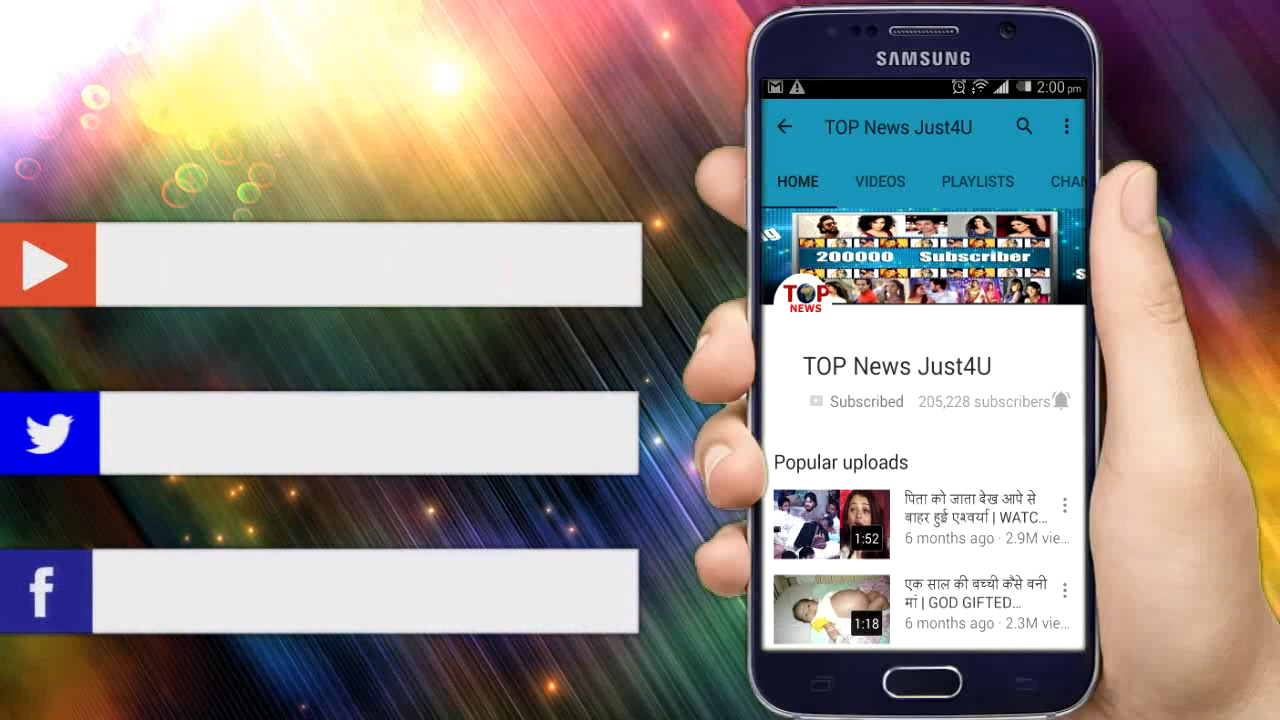 SAMSUNG
2:00 pm
TOP News Just4U
HOME VIDEOS PLAYLISTS CHAN
200000 Subscriber
TOP
NEWS
TOP News Just4U
Subscribed 205,228 subscribers
Popular uploads
पिता को जाता देख आपे से
बाहर हुई एश्वर्या | WATC...
6 months ago · 2.9M vie...
1:52
एक साल की बच्ची कैसे बनी
मां | GOD GIFTED...
6 months ago · 2.3M vie...
1:18